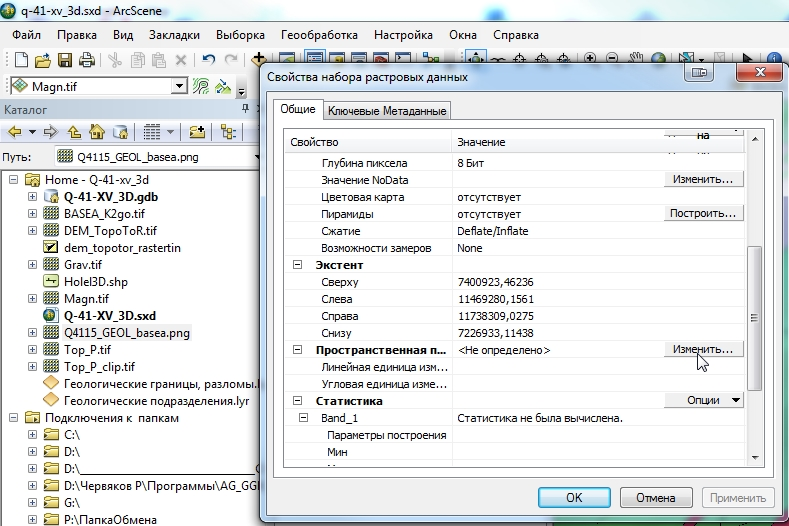 q-41-xv_3d.sxd - ArcScene
Файл Правка Вид Закладки Выборка Геообработка Настройка Окна Справка
Magn.tif
Каталог
Путь: Q4115_GEOL_basea.png
Home - Q-41-xv_3d
Q-41-XV_3D.gdb
BASEA_K2go.tif
DEM_TopoToR.tif
dem_topotor_rastertin
Grav.tif
Holel3D.shp
Magn.tif
Q-41-XV_3D.sxd
Q4115_GEOL_basea.png
Top_P.tif
Top_P_clip.tif
Геологические границы, разломы.l
Геологические подразделения.lyr
Подключения к папкам
C:\
D:\
D:\
D:\Червяков Р\Программы\AG_GG
G:\
P:\ПапкаОбмена
Свойства набора растровых данных
Общие Ключевые Метаданные
Свойство Значение
Глубина пиксела 8 Бит
Значение NoData Изменить...
Цветовая карта отсутствует
Пирамиды отсутствует Построить...
Сжатие Deflate/Inflate
Возможности замеров None
Экстент
Сверху 7400923,46236
Слева 11469280,1561
Справа 11738309,0275
Снизу 7226933,11438
Пространственная п... <Не определено> Изменить...
Линейная единица изм...
Угловая единица изме...
Статистика Опции
Band_1 Статистика не была вычислена.
Параметры построения
Мин
OK Отмена Применить